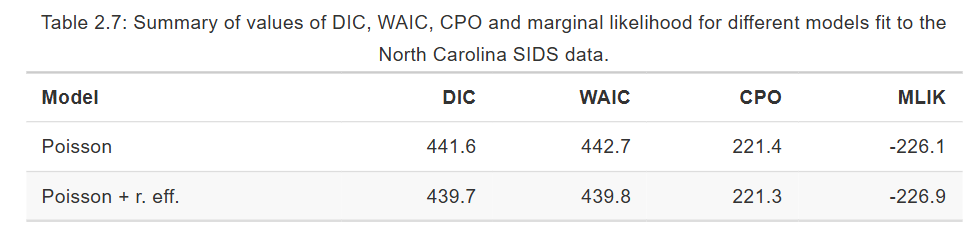 Table 2.7: Summary of values of DIC, WAIC, CPO and marginal likelihood for different models fit to the
North Carolina SIDS data.
Model DIC WAIC CPO MLIK
Poisson 441.6 442.7 221.4 -226.1
Poisson + r. eff. 439.7 439.8 221.3 -226.9